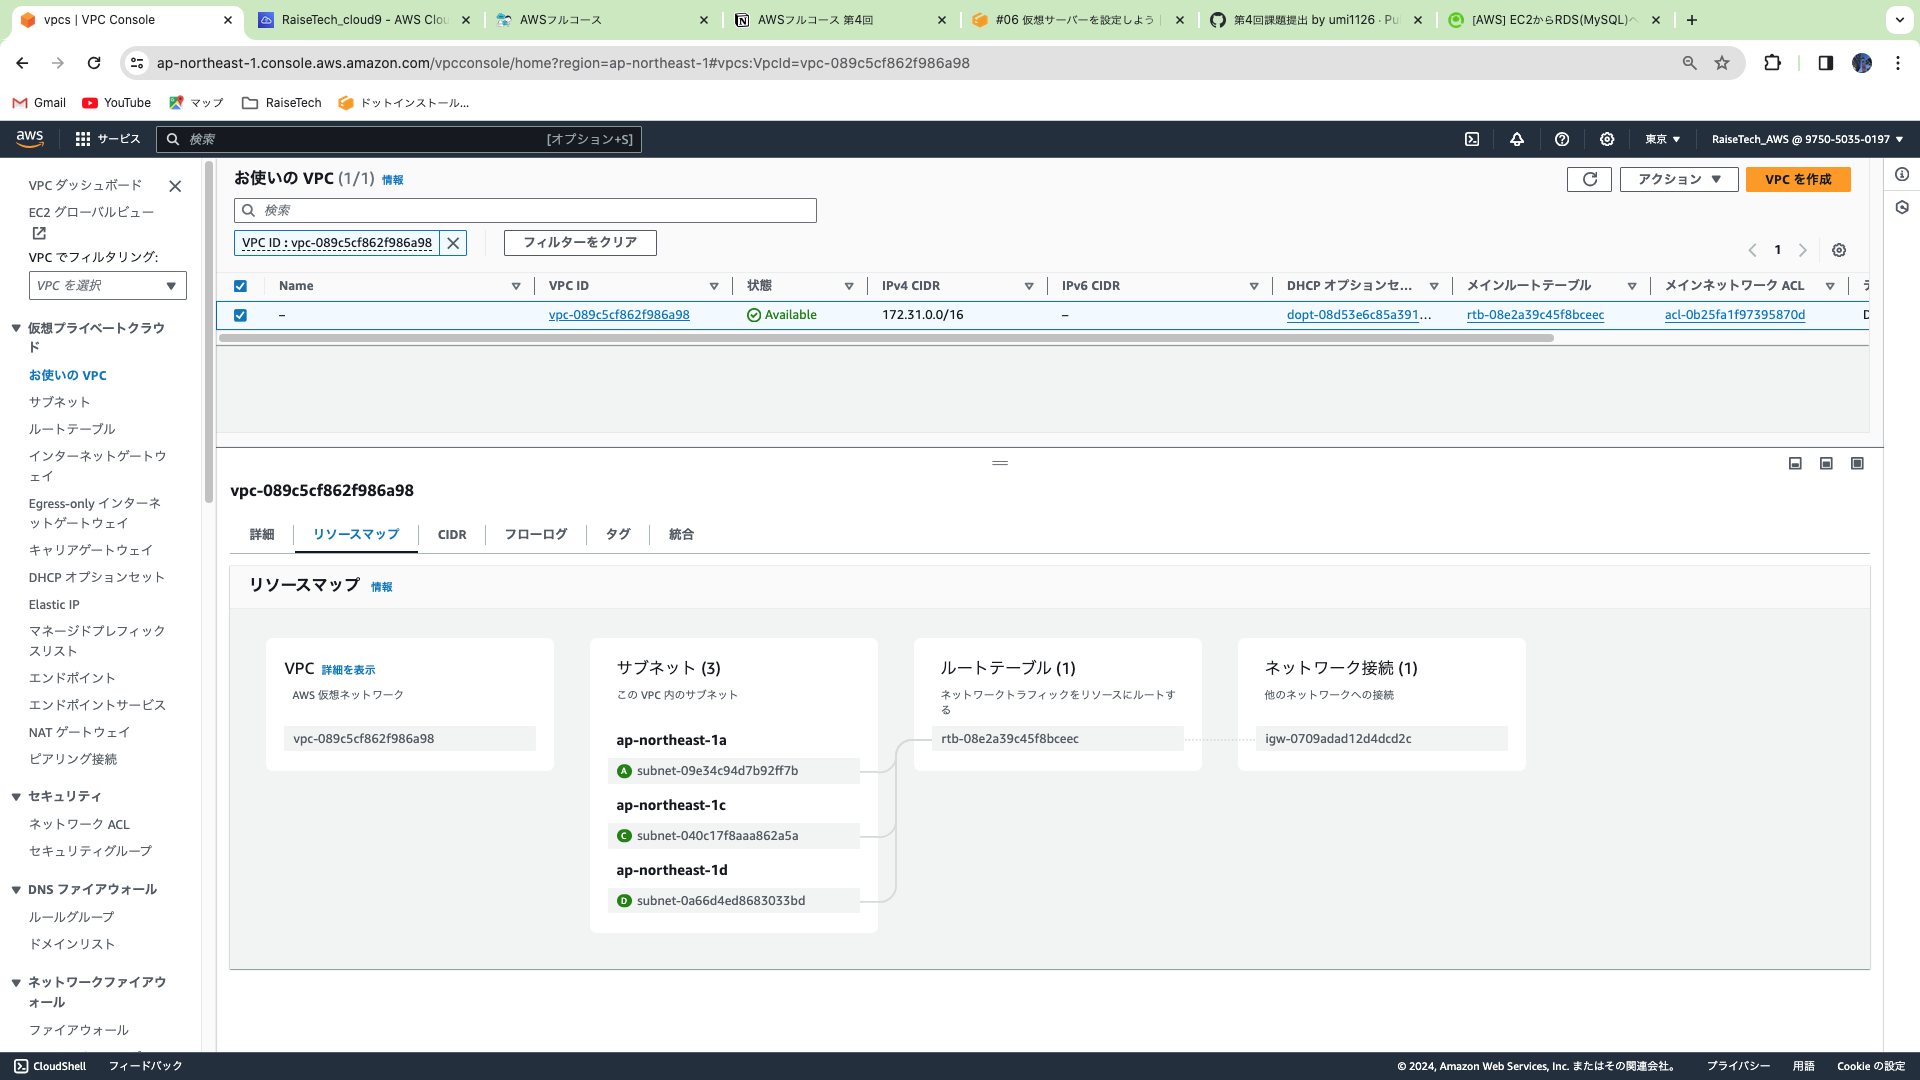 vpcs | VPC Console
RaiseTech_cloud9 - AWS Clou
AWSフルコース
AWSフルコース 第4回
#06 仮想サーバーを設定しよう
第4回課題提出 by umi1126 · Pu
[AWS] EC2からRDS(MySQL)へ
ap-northeast-1.console.aws.amazon.com/vpcconsole/home?region=ap-northeast-1#vpcs:VpcId=vpc-089c5cf862f986a98
Gmail
YouTube
マップ
RaiseTech
ドットインストール...
aws
サービス
検索
[オプション+S]
東京
RaiseTech_AWS @ 9750-5035-0197
VPC ダッシュボード
EC2 グローバルビュー
VPC でフィルタリング:
VPC を選択
仮想プライベートクラウ
ド
お使いの VPC
サブネット
ルートテーブル
インターネットゲートウ
ェイ
Egress-only インターネ
ットゲートウェイ
キャリアゲートウェイ
DHCP オプションセット
Elastic IP
マネージドプレフィック
スリスト
エンドポイント
エンドポイントサービス
NAT ゲートウェイ
ピアリング接続
セキュリティ
ネットワーク ACL
セキュリティグループ
DNS ファイアウォール
ルールグループ
ドメインリスト
ネットワークファイアウ
ォール
ファイアウォール
お使いの VPC (1/1) 情報
アクション
VPC を作成
検索
VPC ID : vpc-089c5cf862f986a98
フィルターをクリア
1
Name
VPC ID
状態
IPv4 CIDR
IPv6 CIDR
DHCP オプションセ...
メインルートテーブル
メインネットワーク ACL
–
vpc-089c5cf862f986a98
Available
172.31.0.0/16
–
dopt-08d53e6c85a391...
rtb-08e2a39c45f8bceec
acl-0b25fa1f97395870d
vpc-089c5cf862f986a98
詳細
リソースマップ
CIDR
フローログ
タグ
統合
リソースマップ 情報
VPC 詳細を表示
AWS 仮想ネットワーク
vpc-089c5cf862f986a98
サブネット (3)
この VPC 内のサブネット
ap-northeast-1a
A subnet-09e34c94d7b92ff7b
ap-northeast-1c
C subnet-040c17f8aaa862a5a
ap-northeast-1d
D subnet-0a66d4ed8683033bd
ルートテーブル (1)
ネットワークトラフィックをリソースにルートす
る
rtb-08e2a39c45f8bceec
ネットワーク接続 (1)
他のネットワークへの接続
igw-0709adad12d4dcd2c
CloudShell
フィードバック
© 2024, Amazon Web Services, Inc. またはその関連会社。
プライバシー
用語
Cookie の設定